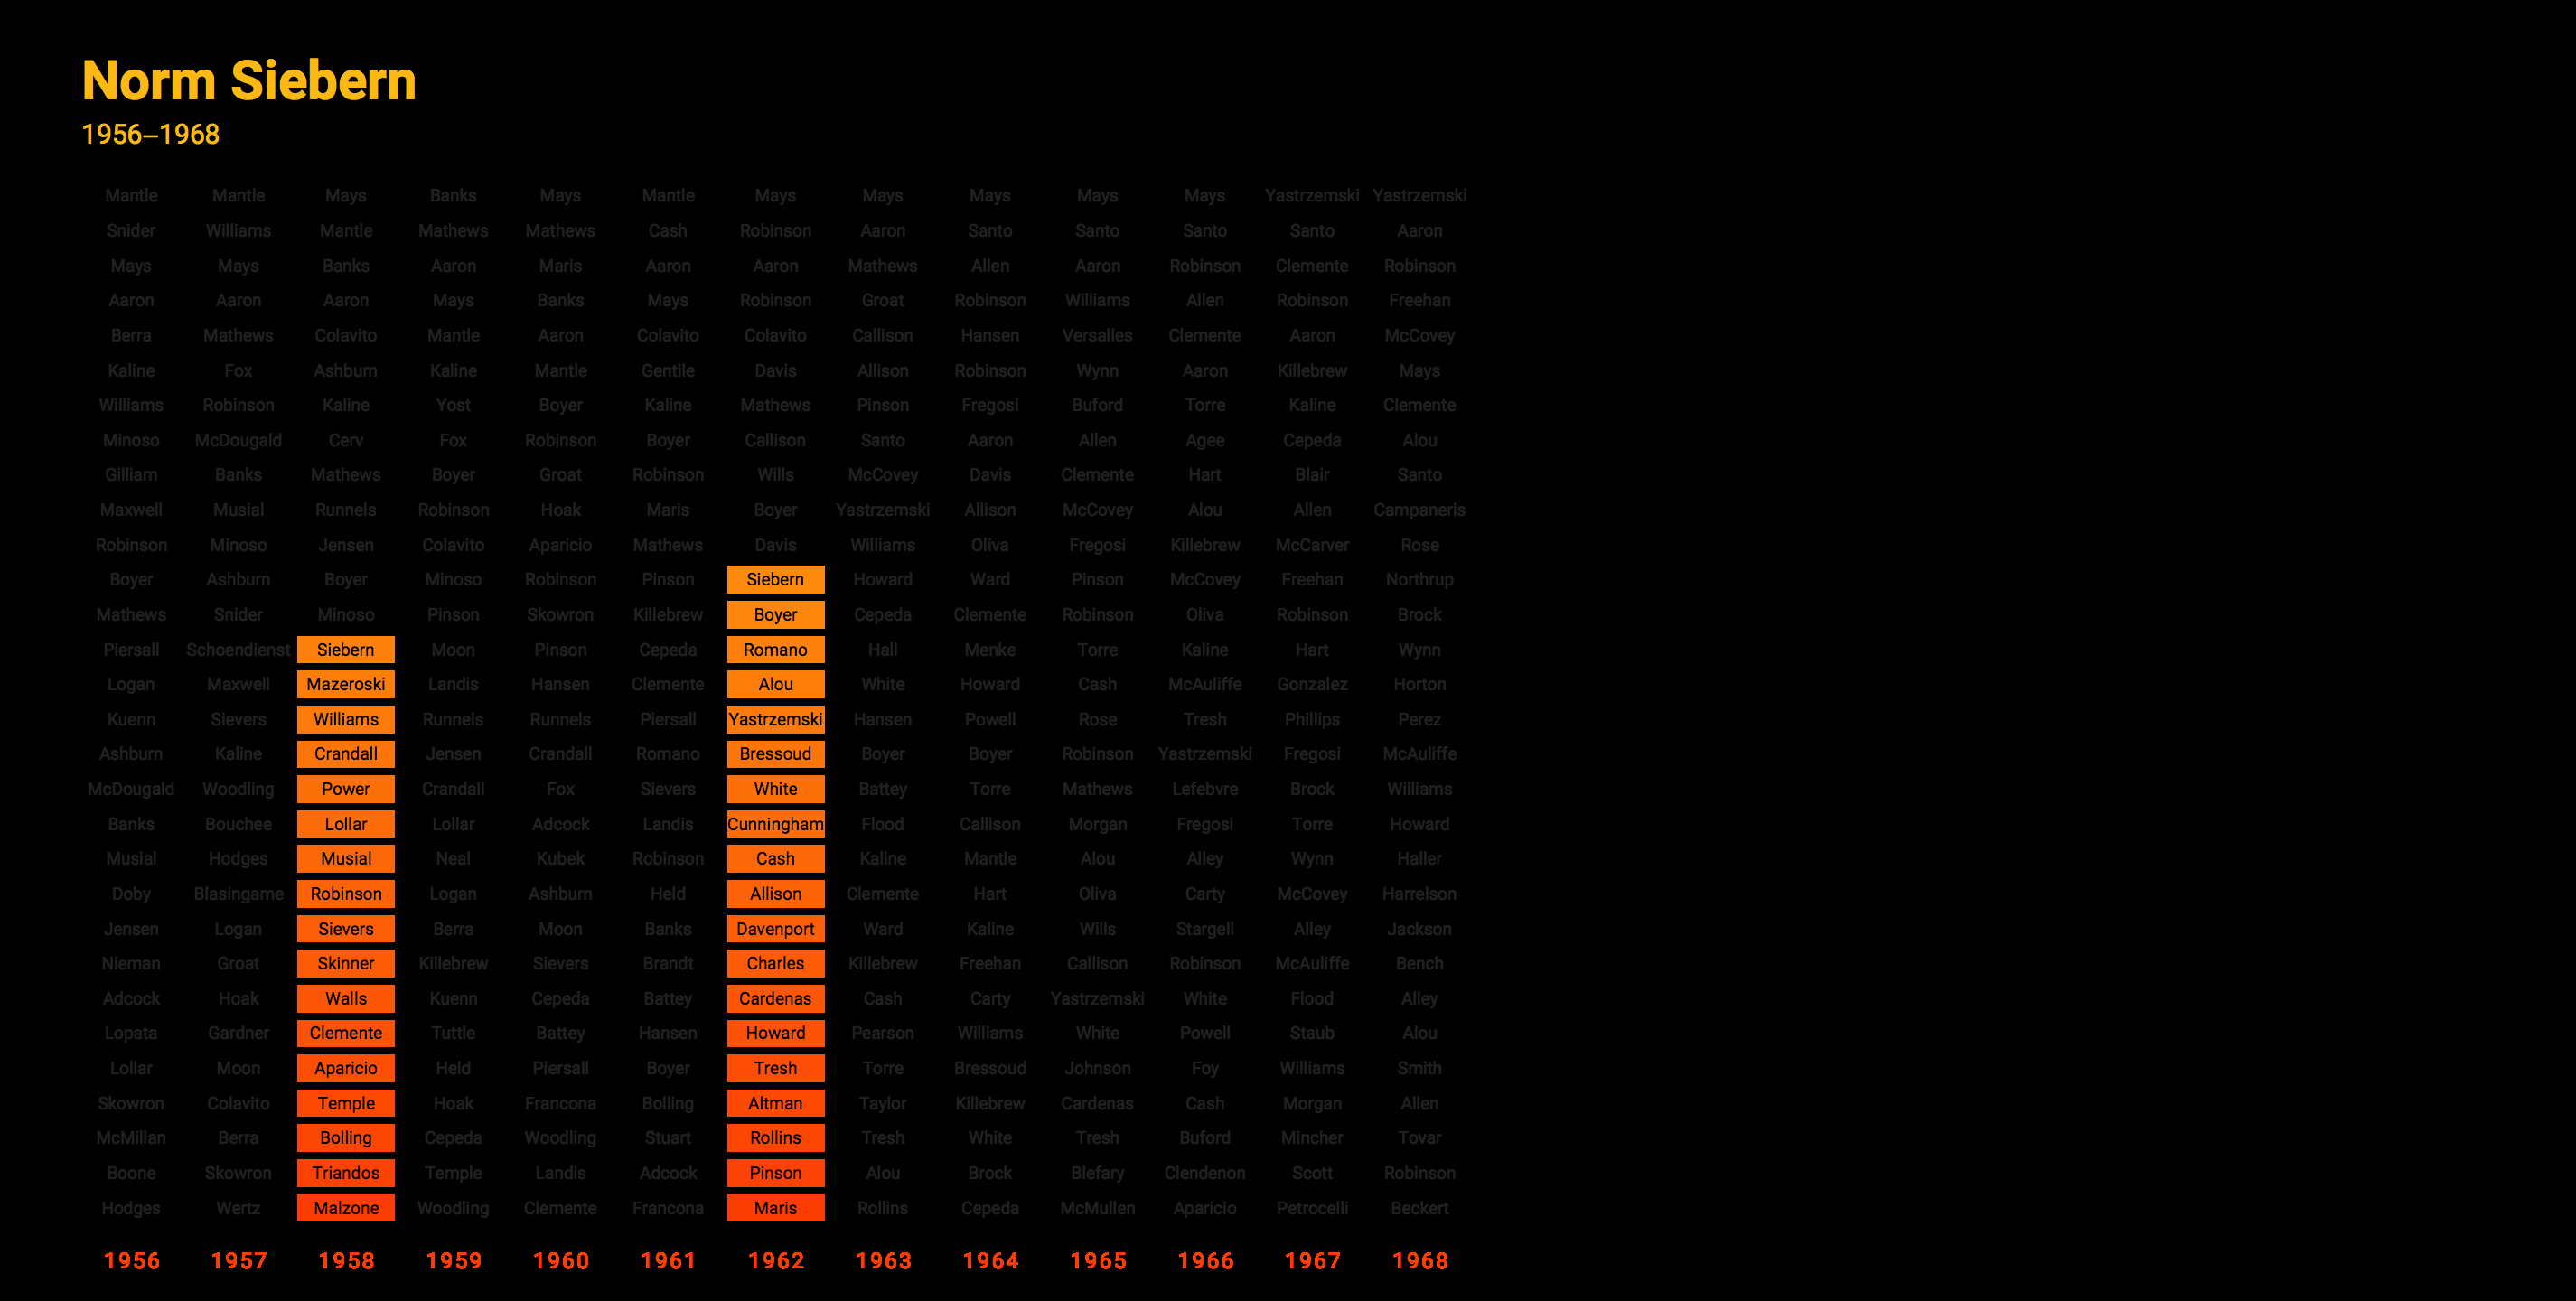 Norm Siebern
1956–1968
Mantle Mantle Mays Banks Mays Mantle Mays Mays Mays Mays Mays Yastrzemski Yastrzemski
Snider Williams Mantle Mathews Mathews Cash Robinson Aaron Santo Santo Santo Santo Aaron
Mays Mays Banks Aaron Maris Aaron Aaron Mathews Allen Aaron Robinson Clemente Robinson
Aaron Aaron Aaron Mays Banks Mays Robinson Groat Robinson Williams Allen Robinson Freehan
Berra Mathews Colavito Mantle Aaron Colavito Colavito Callison Hansen Versalles Clemente Aaron McCovey
Kaline Fox Ashburn Kaline Mantle Gentile Davis Allison Robinson Wynn Aaron Killebrew Mays
Williams Robinson Kaline Yost Boyer Kaline Mathews Pinson Fregosi Buford Torre Kaline Clemente
Minoso McDougald Cerv Fox Robinson Boyer Callison Santo Aaron Allen Agee Cepeda Alou
Gilliam Banks Mathews Boyer Groat Robinson Wills McCovey Davis Clemente Hart Blair Santo
Maxwell Musial Runnels Robinson Hoak Maris Boyer Yastrzemski Allison McCovey Alou Allen Campaneris
Robinson Minoso Jensen Colavito Aparicio Mathews Davis Williams Oliva Fregosi Killebrew McCarver Rose
Boyer Ashburn Boyer Minoso Robinson Pinson Siebern Howard Ward Pinson McCovey Freehan Northrup
Mathews Snider Minoso Pinson Skowron Killebrew Boyer Cepeda Clemente Robinson Oliva Robinson Brock
Piersall Schoendienst Siebern Moon Pinson Cepeda Romano Hall Menke Torre Kaline Hart Wynn
Logan Maxwell Mazeroski Landis Hansen Clemente Alou White Howard Cash McAuliffe Gonzalez Horton
Kuenn Sievers Williams Runnels Runnels Piersall Yastrzemski Hansen Powell Rose Tresh Phillips Perez
Ashburn Kaline Crandall Jensen Crandall Romano Bressoud Boyer Boyer Robinson Yastrzemski Fregosi McAuliffe
McDougald Woodling Power Crandall Fox Sievers White Battey Torre Mathews Lefebvre Brock Williams
Banks Bouchee Lollar Lollar Adcock Landis Cunningham Flood Callison Morgan Fregosi Torre Howard
Musial Hodges Musial Neal Kubek Robinson Cash Kaline Mantle Alou Alley Wynn Haller
Doby Blasingame Robinson Logan Ashburn Held Allison Clemente Hart Oliva Carty McCovey Harrelson
Jensen Logan Sievers Berra Moon Banks Davenport Ward Kaline Wills Stargell Alley Jackson
Nieman Groat Skinner Killebrew Sievers Brandt Charles Killebrew Freehan Callison Robinson McAuliffe Bench
Adcock Hoak Walls Kuenn Cepeda Battey Cardenas Cash Carty Yastrzemski White Flood Alley
Lopata Gardner Clemente Tuttle Battey Hansen Howard Pearson Williams White Powell Staub Alou
Lollar Moon Aparicio Held Piersall Boyer Tresh Torre Bressoud Johnson Foy Williams Smith
Skowron Colavito Temple Hoak Francona Bolling Altman Taylor Killebrew Cardenas Cash Morgan Allen
McMillan Berra Bolling Cepeda Woodling Stuart Rollins Tresh White Tresh Buford Mincher Tovar
Boone Skowron Triandos Temple Landis Adcock Pinson Alou Brock Blefary Clendenon Scott Robinson
Hodges Wertz Malzone Woodling Clemente Francona Maris Rollins Cepeda McMullen Aparicio Petrocelli Beckert
1956 1957 1958 1959 1960 1961 1962 1963 1964 1965 1966 1967 1968